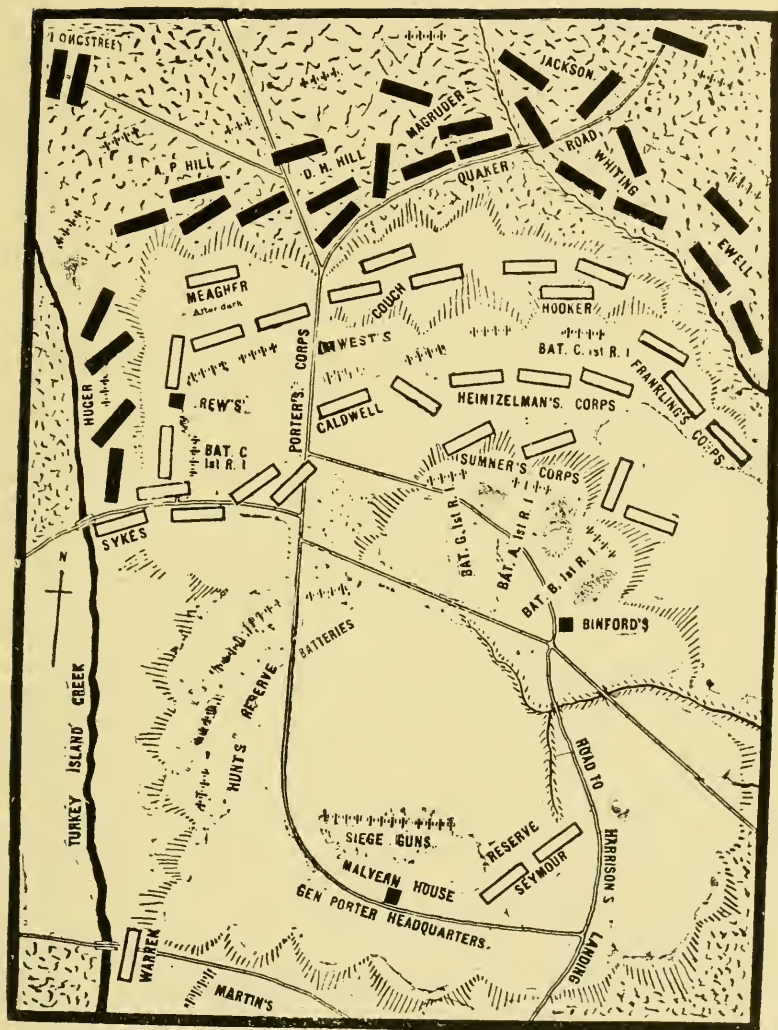 LONGSTREET
JACKSON
MAGRUDER
A. P. HILL
D. H. HILL
QUAKER ROAD
WHITING
EWELL
MEAGHER
After dark
COUCH
HOOKER
PORTER'S CORPS
WEST'S
BAT. C. 1st R. I
HUGER
REW'S
CALDWELL
HEINTZELMAN'S CORPS
FRANKLING'S CORPS
BAT. C
1st R. I
SUMNER'S CORPS
SYKES
BAT. G. 1st R. I.
BAT. A. 1st R. I
BAT. B. 1st R. I.
N
BINFORD'S
HUNTS RESERVE BATTERIES
TURKEY ISLAND CREEK
ROAD TO HARRISON'S LANDING
SIEGE GUNS
RESERVE
SEYMOUR
MALVERN HOUSE
GEN PORTER HEADQUARTERS.
WARREN
MARTIN'S